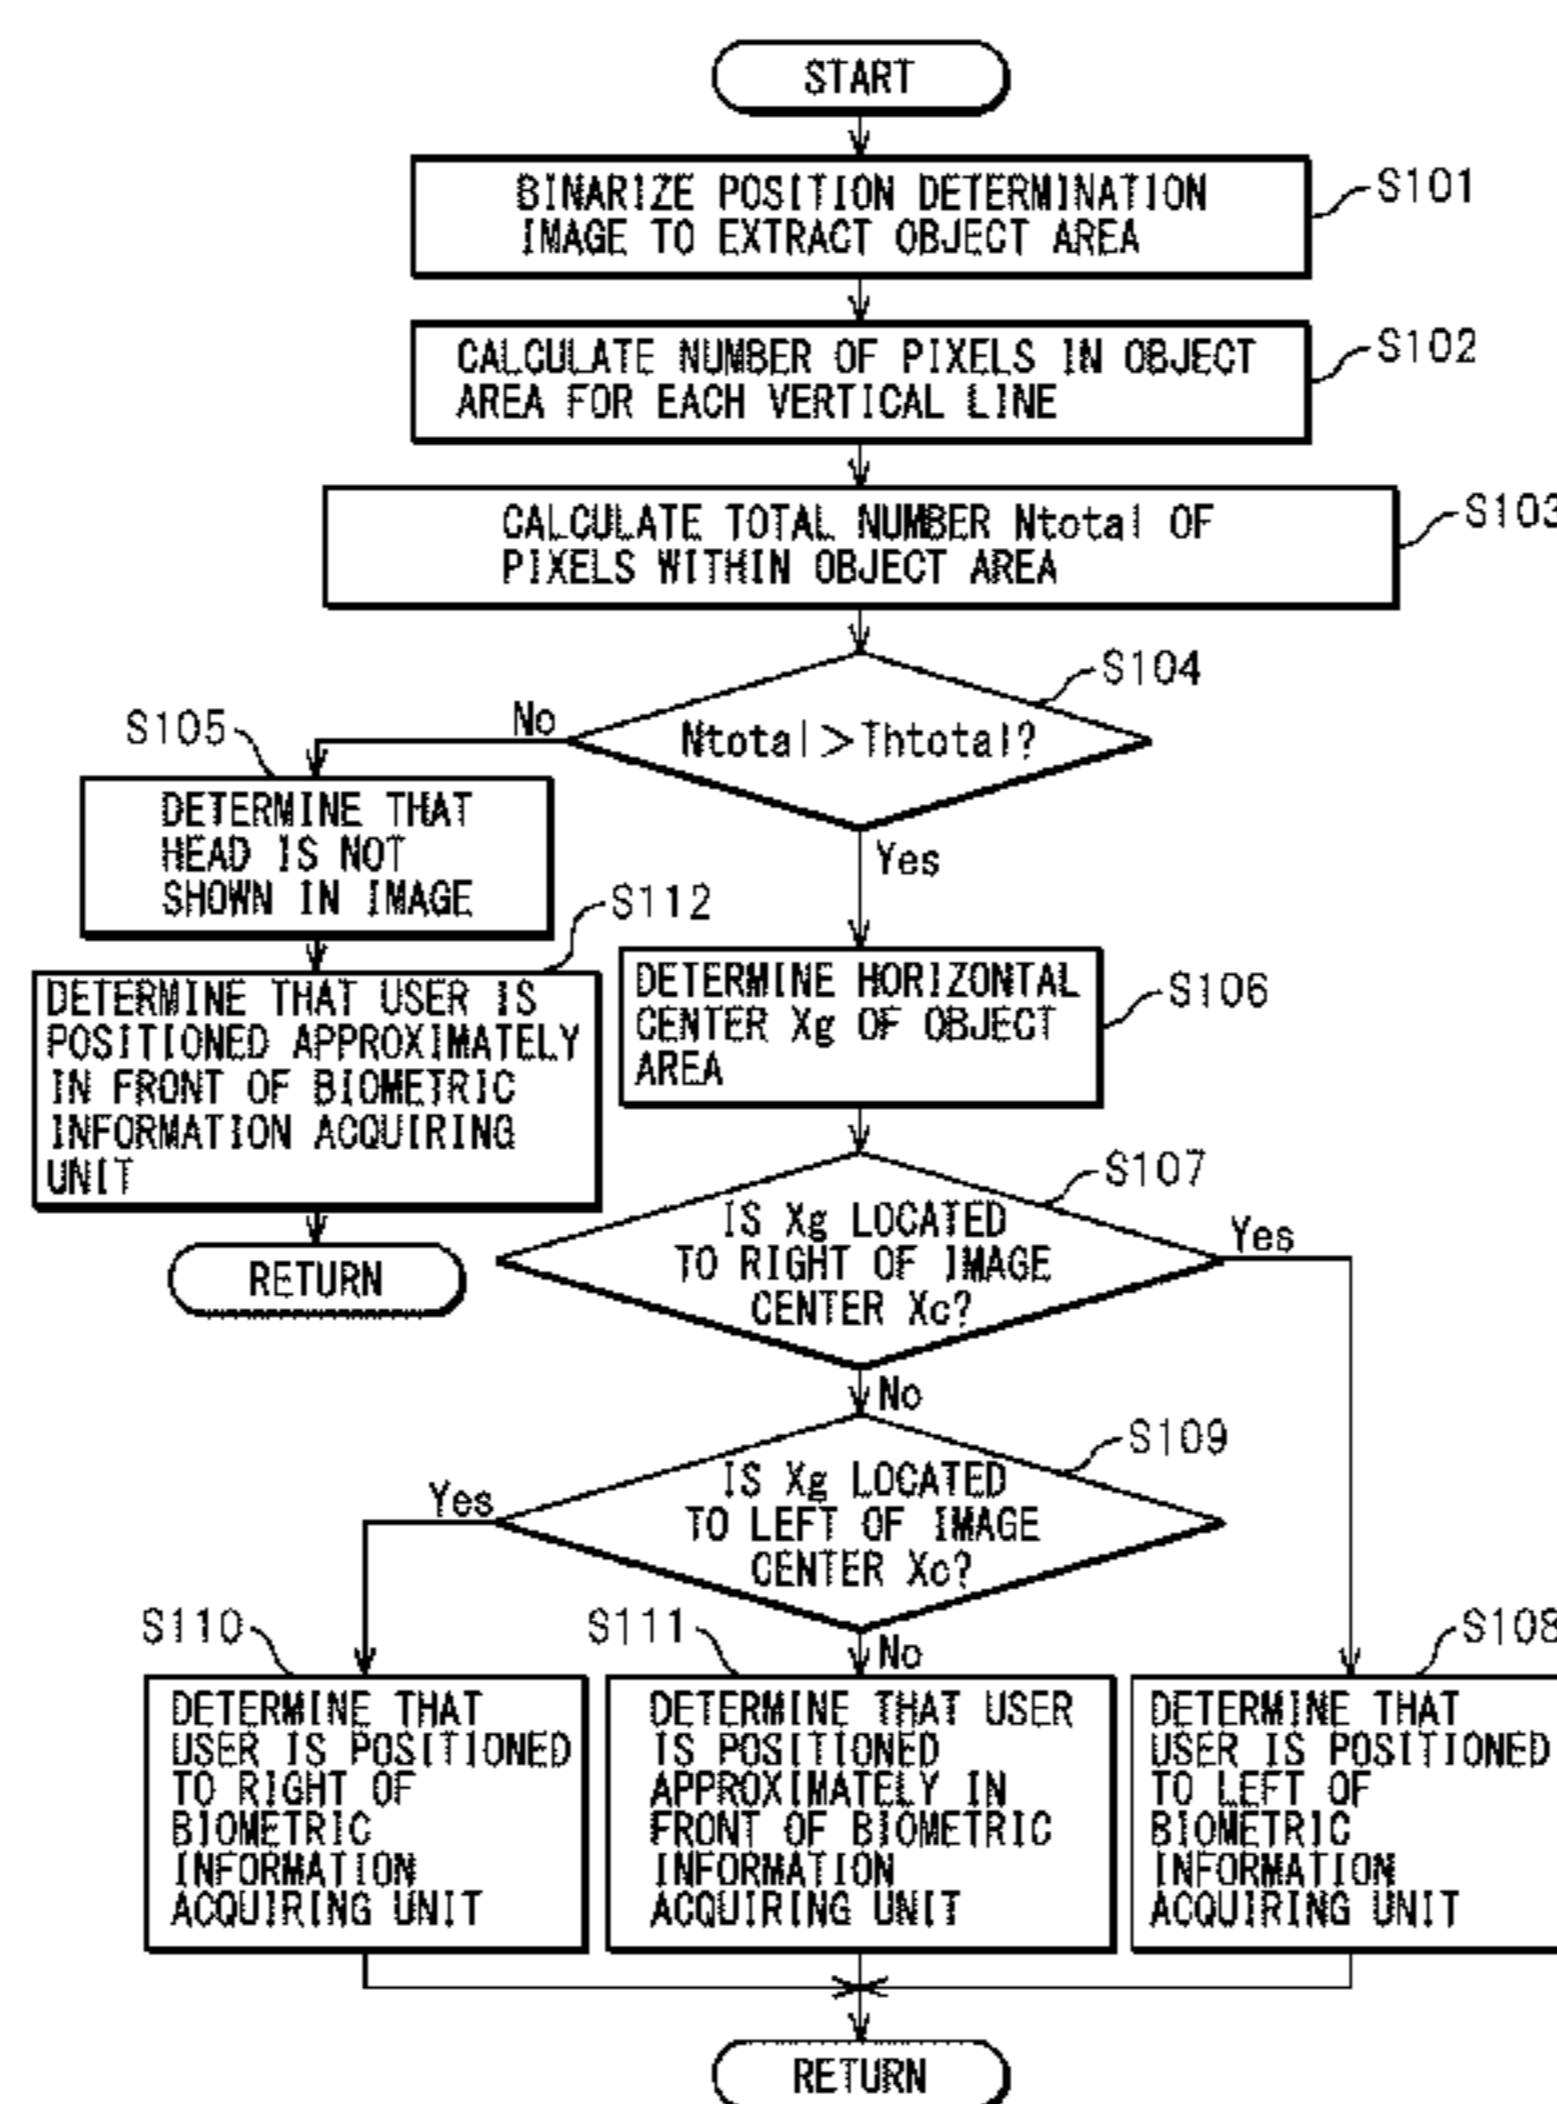 START
BINARIZE POSITION DETERMINATION
IMAGE TO EXTRACT OBJECT AREA
S101
CALCULATE NUMBER OF PIXELS IN OBJECT
AREA FOR EACH VERTICAL LINE
S102
CALCULATE TOTAL NUMBER Ntotal OF
PIXELS WITHIN OBJECT AREA
S103
S104
Ntotal>Thtotal?
No
Yes
S105
DETERMINE THAT
HEAD IS NOT
SHOWN IN IMAGE
S112
DETERMINE THAT USER IS
POSITIONED APPROXIMATELY
IN FRONT OF BIOMETRIC
INFORMATION ACQUIRING
UNIT
RETURN
DETERMINE HORIZONTAL
CENTER Xg OF OBJECT
AREA
S106
S107
IS Xg LOCATED
TO RIGHT OF IMAGE
CENTER Xc?
Yes
No
S109
IS Xg LOCATED
TO LEFT OF IMAGE
CENTER Xc?
Yes
No
S110
DETERMINE THAT
USER IS POSITIONED
TO RIGHT OF
BIOMETRIC
INFORMATION
ACQUIRING UNIT
S111
DETERMINE THAT USER
IS POSITIONED
APPROXIMATELY IN
FRONT OF BIOMETRIC
INFORMATION
ACQUIRING UNIT
S108
DETERMINE THAT
USER IS POSITIONED
TO LEFT OF
BIOMETRIC
INFORMATION
ACQUIRING UNIT
RETURN